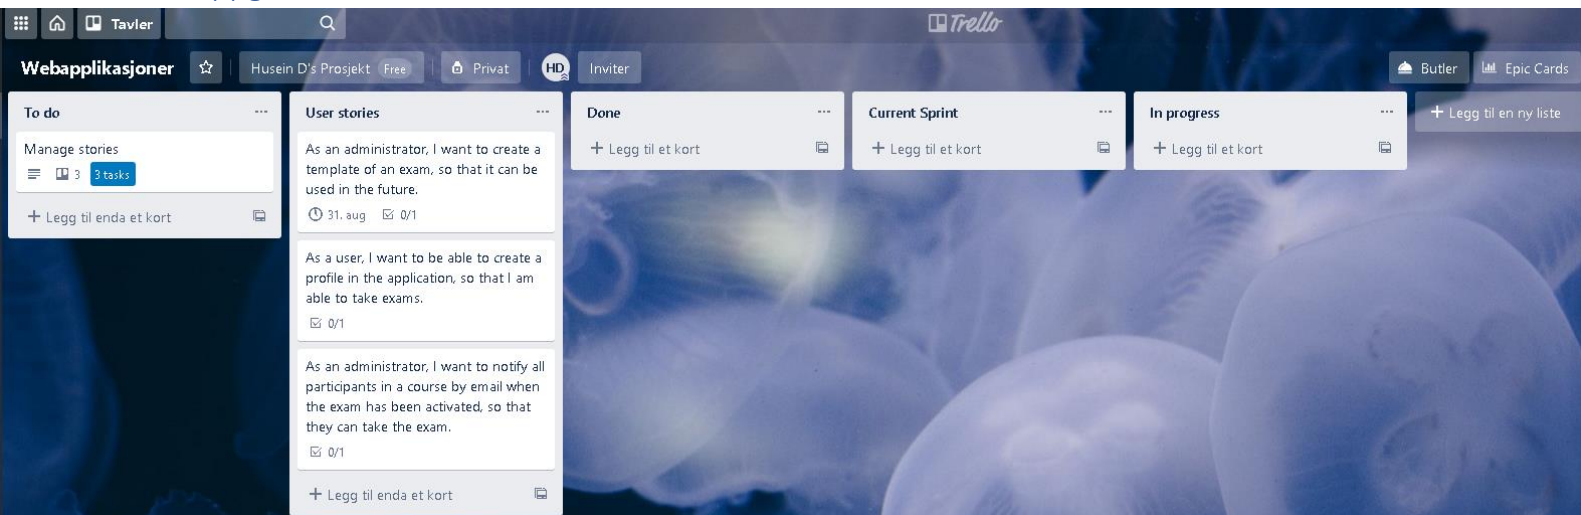 Tavler
Trello
Webapplikasjoner
Husein D's Prosjekt Free
Privat
HD
Inviter
Butler
Epic Cards
To do
Manage stories
3
3 tasks
+ Legg til enda et kort
User stories
As an administrator, I want to create a
template of an exam, so that it can be
used in the future.
31. aug 0/1
As a user, I want to be able to create a
profile in the application, so that I am
able to take exams.
0/1
As an administrator, I want to notify all
participants in a course by email when
the exam has been activated, so that
they can take the exam.
0/1
+ Legg til enda et kort
Done
+ Legg til et kort
Current Sprint
+ Legg til et kort
In progress
+ Legg til et kort
+ Legg til en ny liste